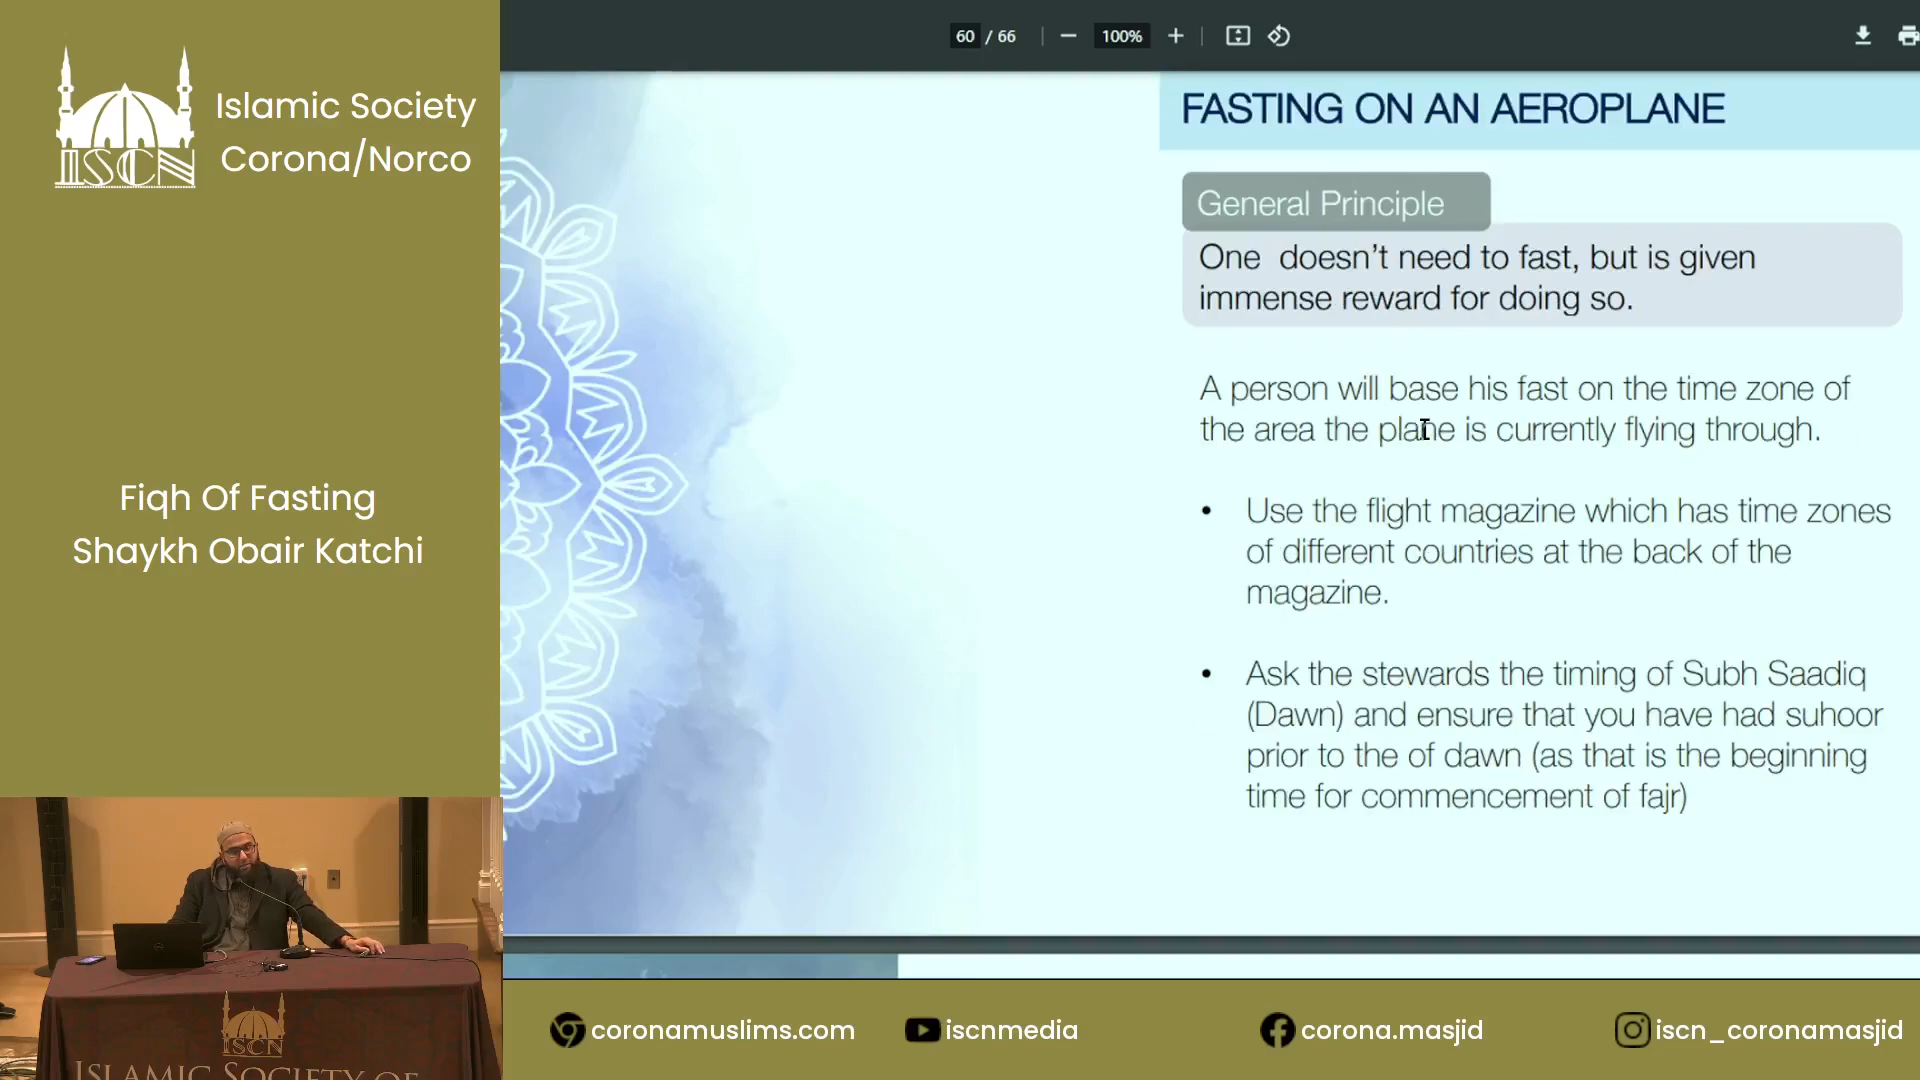 ISCN
Islamic Society
Corona/Norco
Fiqh Of Fasting
Shaykh Obair Katchi
60 / 66
100%
FASTING ON AN AEROPLANE
General Principle
One doesn't need to fast, but is given
immense reward for doing so.
A person will base his fast on the time zone of
the area the plane is currently flying through.
• Use the flight magazine which has time zones
of different countries at the back of the
magazine.
• Ask the stewards the timing of Subh Saadiq
(Dawn) and ensure that you have had suhoor
prior to the of dawn (as that is the beginning
time for commencement of fajr)
ISCN
ISLAMIC SOCIETY OF
coronamuslims.com
iscnmedia
corona.masjid
iscn_coronamasjid